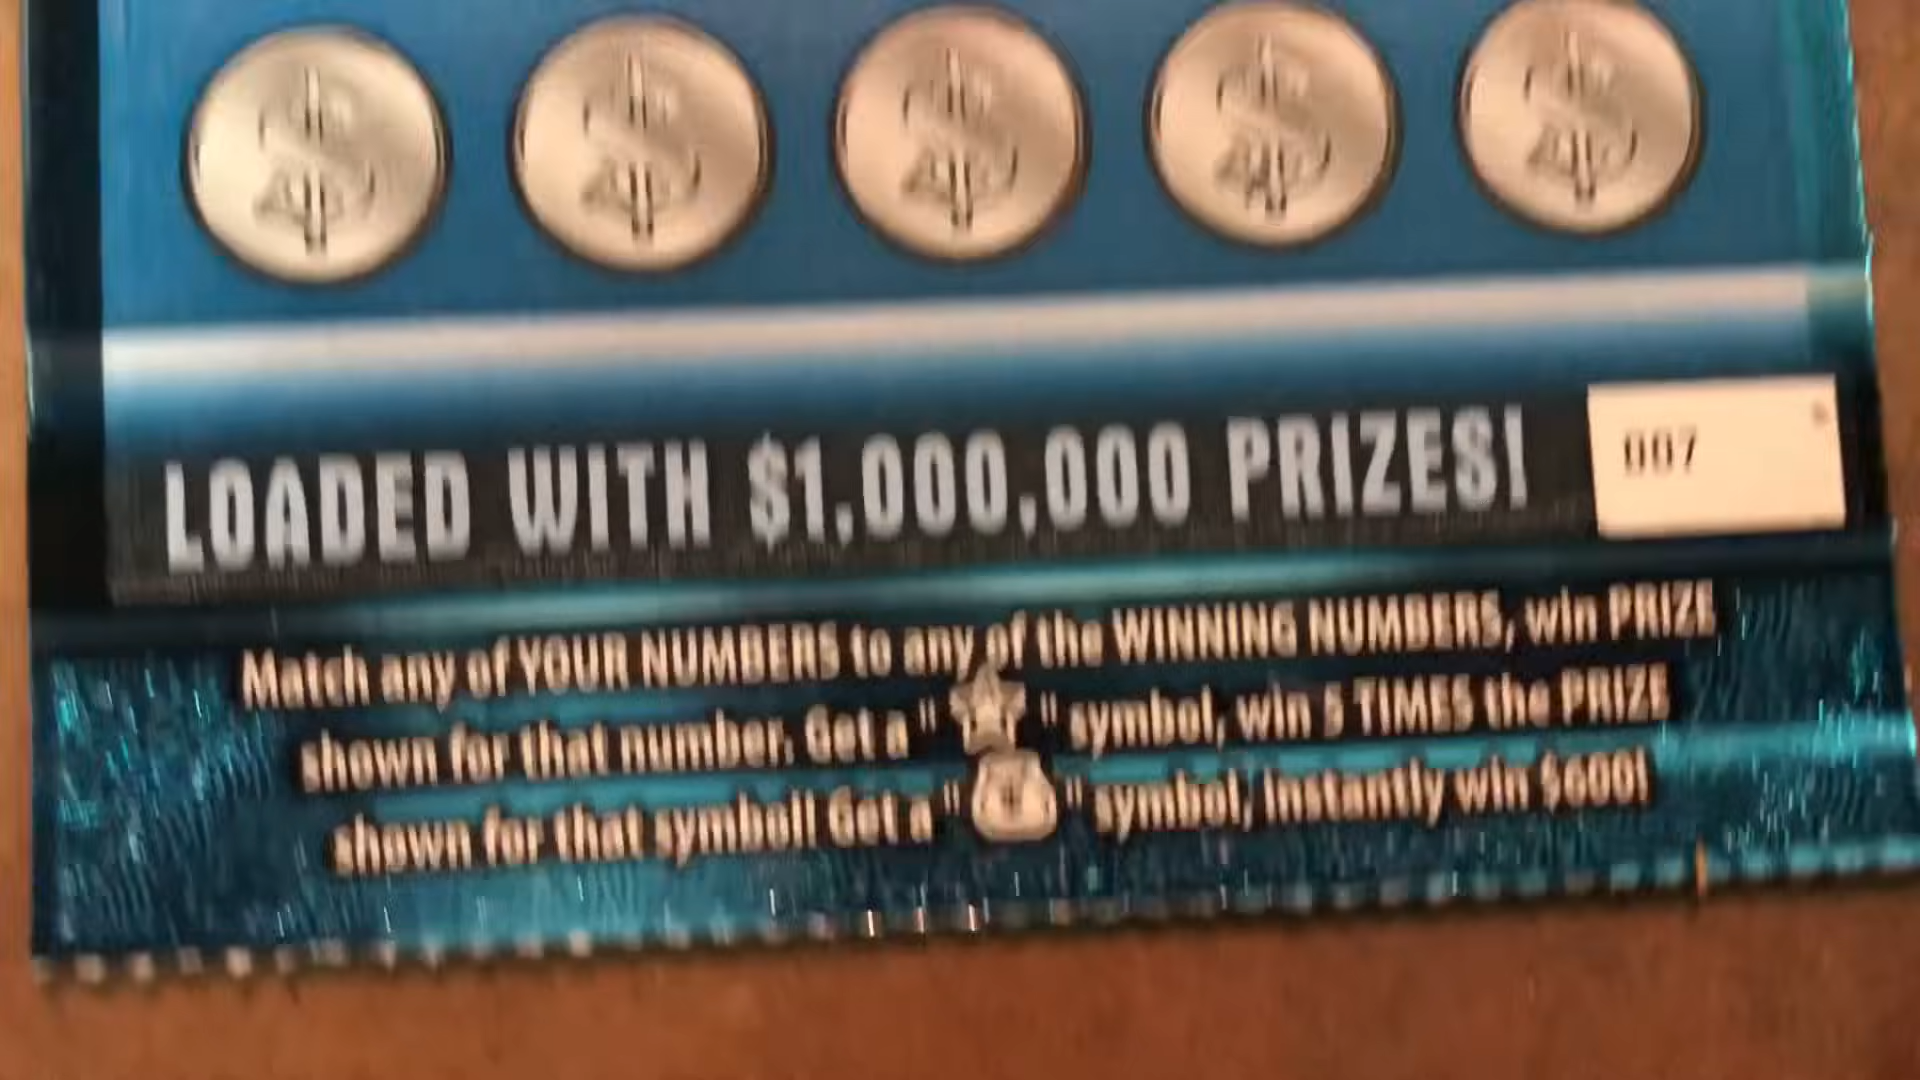 LOADED WITH $1,000,000 PRIZES!
007
Match any of YOUR NUMBERS to any of the WINNING NUMBERS, win PRIZE
shown for that number. Get a " " symbol, win 5 TIMES the PRIZE
shown for that symbol! Get a " " symbol, instantly win $600!